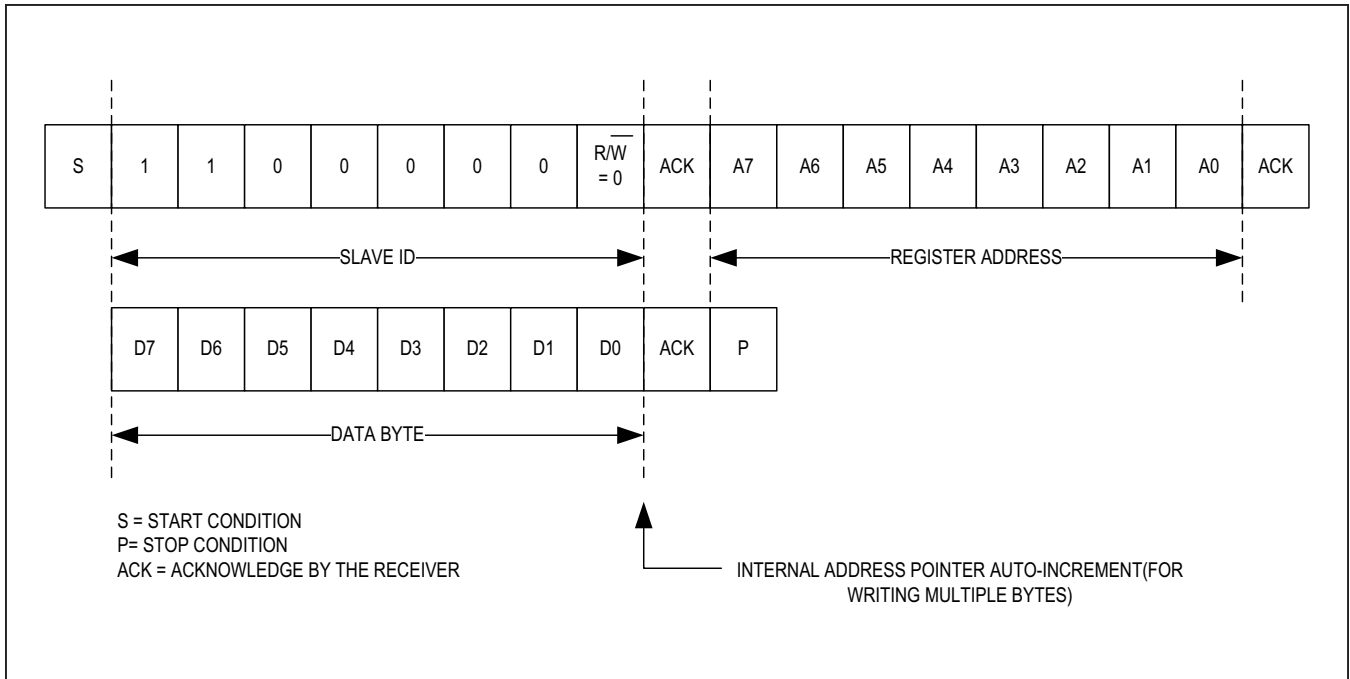 S 1 1 0 0 0 0 0 R/W̅ = 0 ACK A7 A6 A5 A4 A3 A2 A1 A0 ACK
SLAVE ID REGISTER ADDRESS
D7 D6 D5 D4 D3 D2 D1 D0 ACK P
DATA BYTE
S = START CONDITION
P= STOP CONDITION
ACK = ACKNOWLEDGE BY THE RECEIVER
INTERNAL ADDRESS POINTER AUTO-INCREMENT(FOR
WRITING MULTIPLE BYTES)